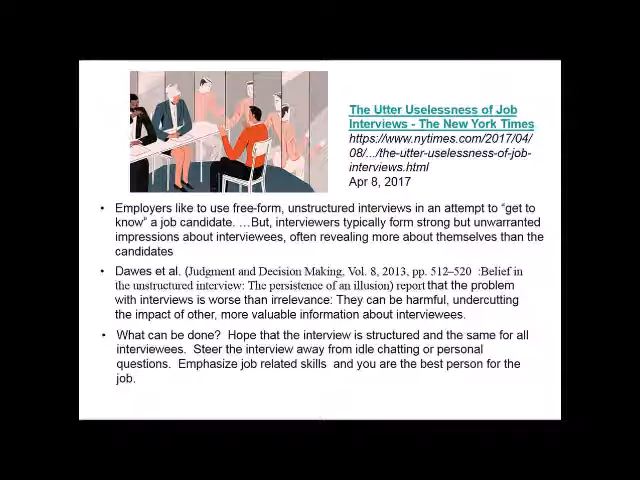 The Utter Uselessness of Job
Interviews - The New York Times
https://www.nytimes.com/2017/04/
08/.../the-utter-uselessness-of-job-
interviews.html
Apr 8, 2017
• Employers like to use free-form, unstructured interviews in an attempt to “get to
know” a job candidate. …But, interviewers typically form strong but unwarranted
impressions about interviewees, often revealing more about themselves than the
candidates
• Dawes et al. (Judgment and Decision Making, Vol. 8, 2013, pp. 512–520 :Belief in
the unstructured interview: The persistence of an illusion) report that the problem
with interviews is worse than irrelevance: They can be harmful, undercutting
the impact of other, more valuable information about interviewees.
• What can be done? Hope that the interview is structured and the same for all
interviewees. Steer the interview away from idle chatting or personal
questions. Emphasize job related skills and you are the best person for the
job.